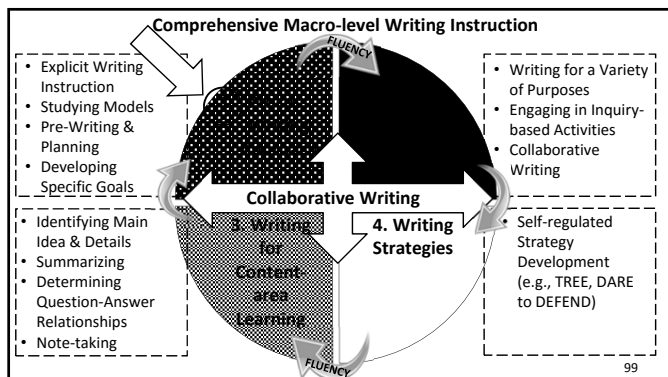 Comprehensive Macro-level Writing Instruction
FLUENCY
• Explicit Writing
Instruction
• Studying Models
• Pre-Writing &
Planning
• Developing
Specific Goals
• Writing for a Variety
of Purposes
• Engaging in Inquiry-
based Activities
• Collaborative
Writing
Collaborative Writing
• Identifying Main
Idea & Details
• Summarizing
• Determining
Question-Answer
Relationships
• Note-taking
3. Writing
for
Content-
area
Learning
4. Writing
Strategies
• Self-regulated
Strategy
Development
(e.g., TREE, DARE
to DEFEND)
FLUENCY
99